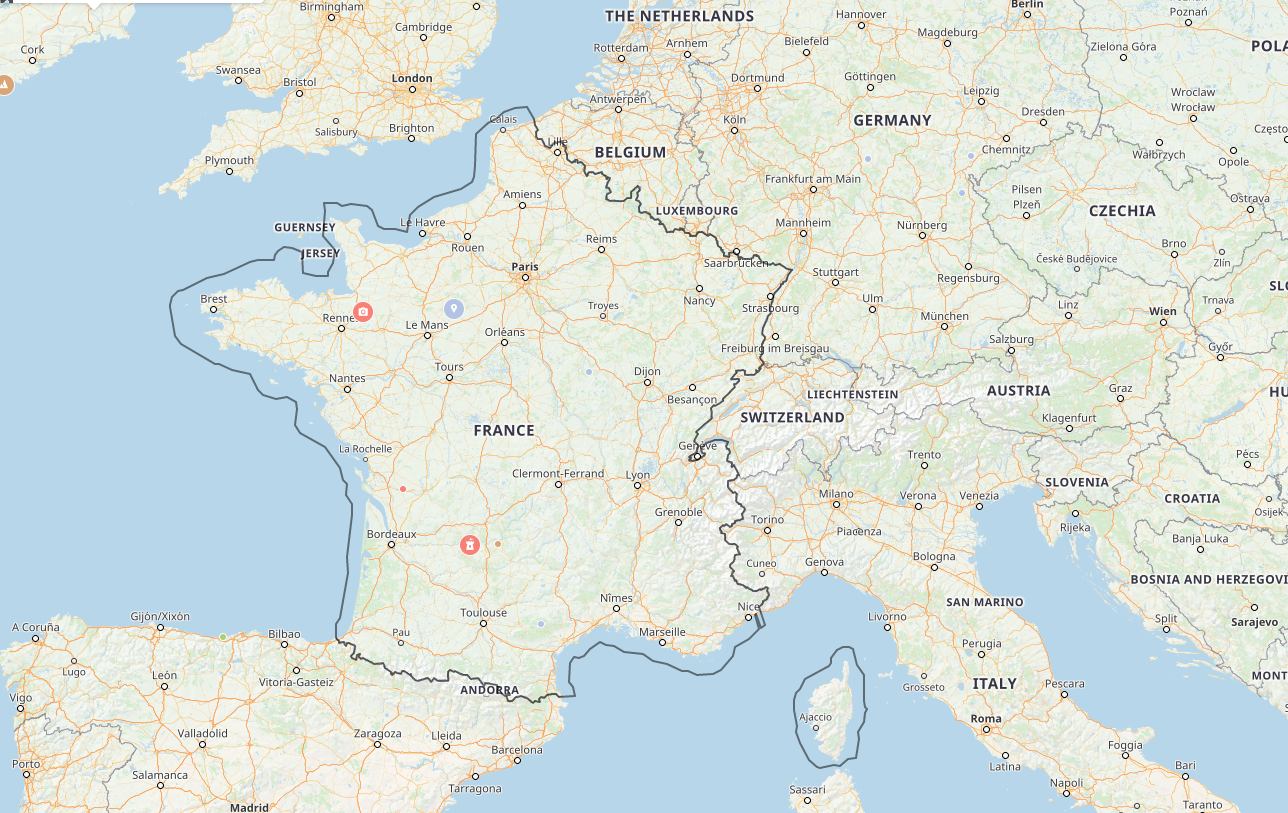 Birmingham
THE NETHERLANDS
Hannover
Berlin
Poznań
Cork
Cambridge
Rotterdam
Arnhem
Bielefeld
Magdeburg
Zielona Góra
POLA
Swansea
Bristol
London
Antwerpen
Dortmund
Göttingen
Leipzig
Wrocław
Wrocław
Salisbury
Brighton
Calais
Köln
GERMANY
Dresden
Często
Plymouth
Lille
BELGIUM
Chemnitz
Wałbrzych
Opole
Amiens
Frankfurt am Main
Pilsen
Plzeň
CZECHIA
Ostrava
GUERNSEY
Le Havre
LUXEMBOURG
Mannheim
Nürnberg
JERSEY
Rouen
Reims
Saarbrücken
Brno
Zlín
Paris
Stuttgart
Regensburg
České Budějovice
Brest
Rennes
Troyes
Nancy
Strasbourg
Ulm
München
Linz
Wien
Trnava
SLO
Le Mans
Orléans
Freiburg im Breisgau
Salzburg
Győr
Nantes
Tours
Dijon
Besançon
LIECHTENSTEIN
AUSTRIA
Graz
HU
FRANCE
SWITZERLAND
Klagenfurt
La Rochelle
Genève
Trento
Pécs
Clermont-Ferrand
Lyon
Milano
Verona
Venezia
SLOVENIA
CROATIA
Grenoble
Torino
Piacenza
Rijeka
Osijek
Bordeaux
Cuneo
Genova
Bologna
Banja Luka
BOSNIA AND HERZEGOVI
A Coruña
Gijón/Xixón
Bilbao
Toulouse
Nîmes
Nice
Livorno
SAN MARINO
Split
Sarajevo
Lugo
Pau
Marseille
Perugia
MONT
Vigo
León
Vitoria-Gasteiz
ANDORRA
Grosseto
ITALY
Pescara
Ajaccio
Roma
Valladolid
Zaragoza
Lleida
Barcelona
Latina
Foggia
Porto
Salamanca
Tarragona
Sassari
Napoli
Bari
Madrid
Taranto